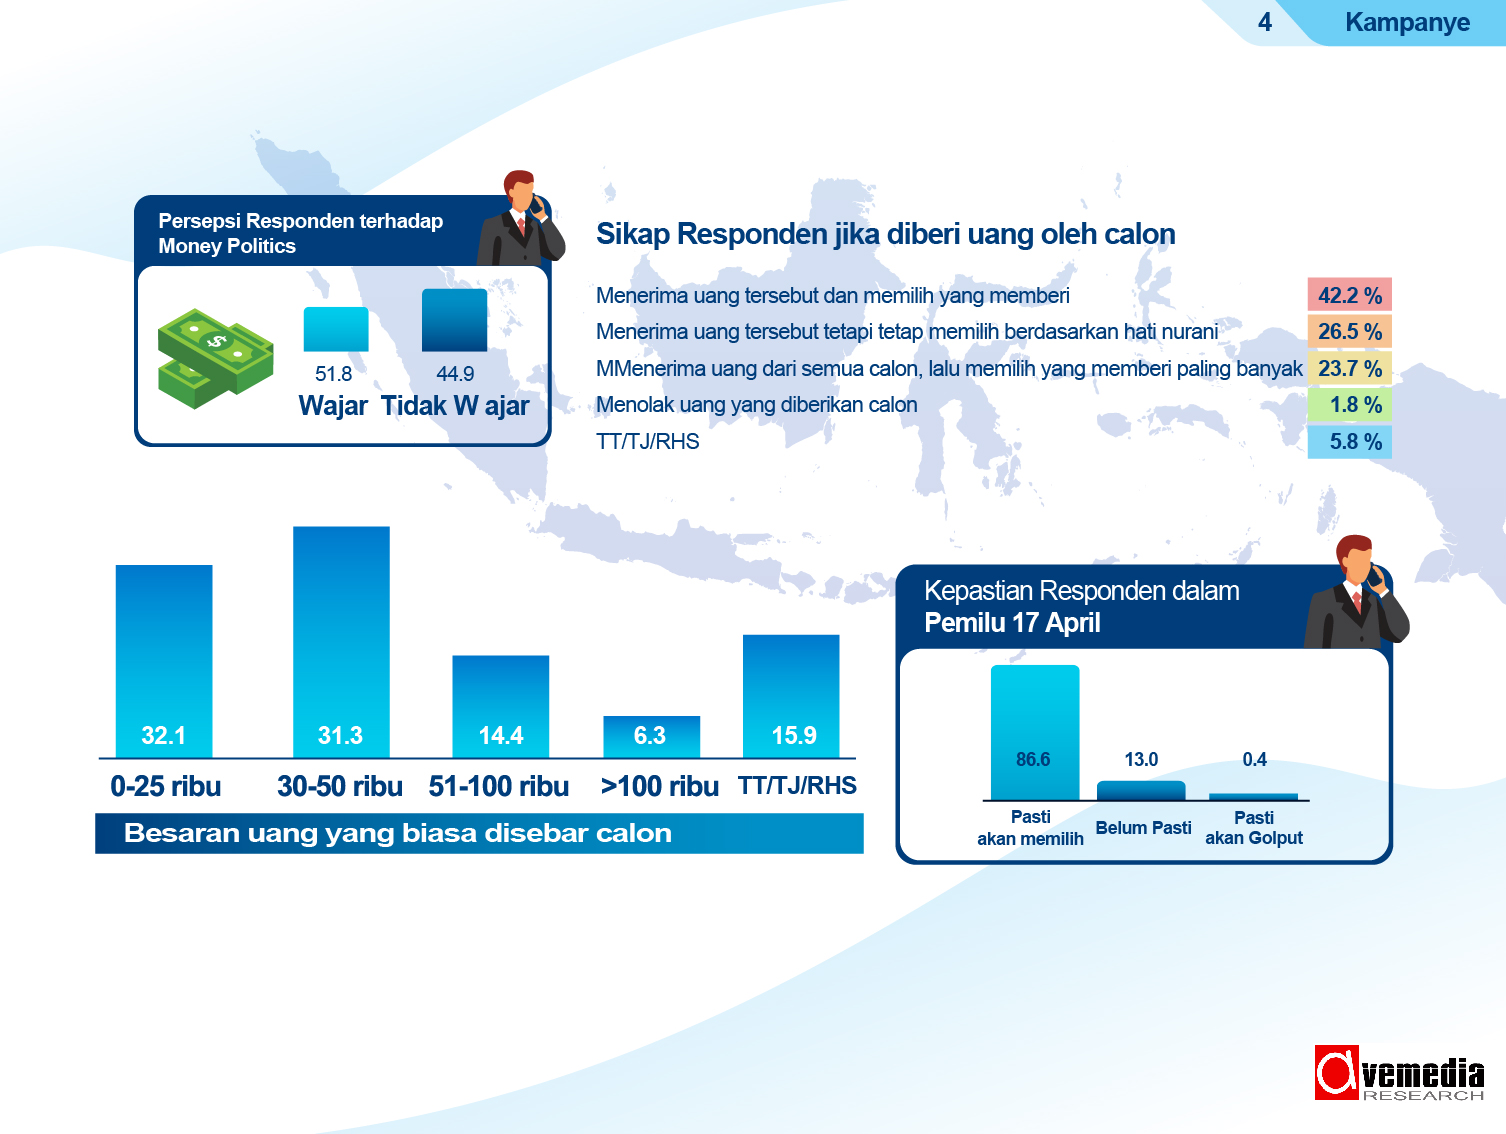 4 Kampanye
Persepsi Responden terhadap
Money Politics
51.8 44.9
Wajar Tidak W ajar
Sikap Responden jika diberi uang oleh calon
Menerima uang tersebut dan memilih yang memberi 42.2 %
Menerima uang tersebut tetapi tetap memilih berdasarkan hati nurani 26.5 %
MMenerima uang dari semua calon, lalu memilih yang memberi paling banyak 23.7 %
Menolak uang yang diberikan calon 1.8 %
TT/TJ/RHS 5.8 %
32.1 31.3 14.4 6.3 15.9
0-25 ribu 30-50 ribu 51-100 ribu >100 ribu TT/TJ/RHS
Besaran uang yang biasa disebar calon
Kepastian Responden dalam
Pemilu 17 April
86.6 13.0 0.4
Pasti
akan memilih
Belum Pasti
Pasti
akan Golput
avemedia
RESEARCH